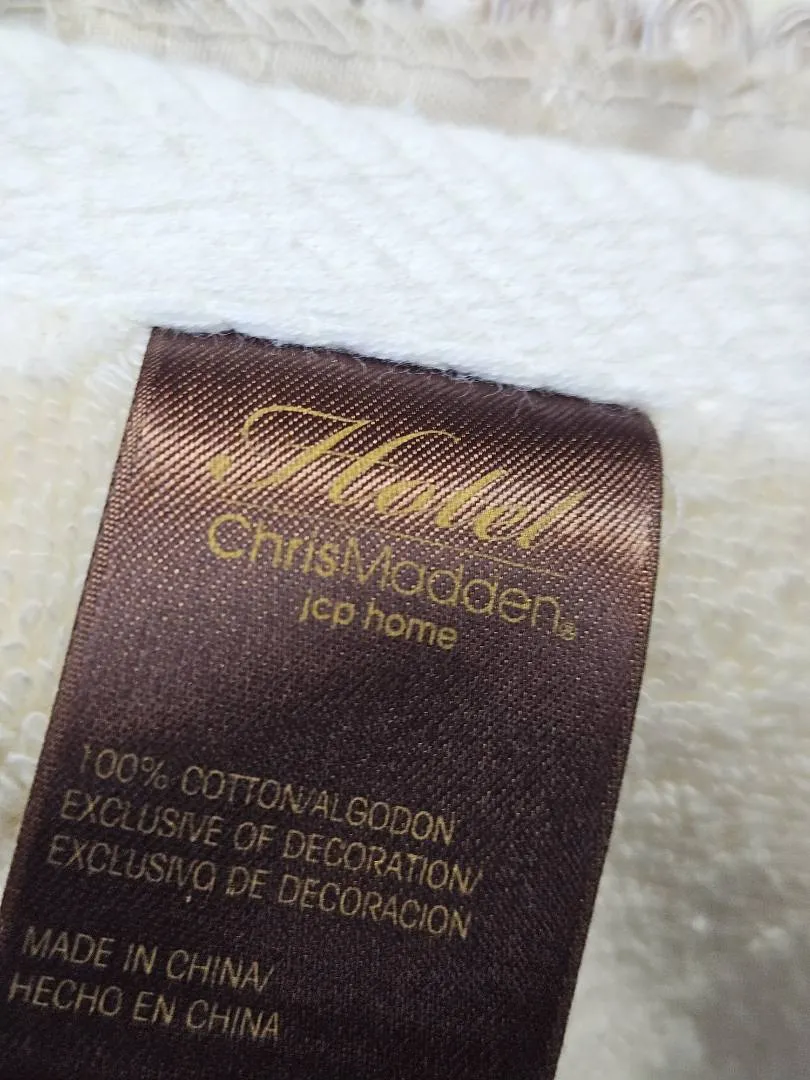 Hotel
ChrisMadden®
jcp home
100% COTTON/ALGODON
EXCLUSIVE OF DECORATION/
EXCLUSIVO DE DECORACION
MADE IN CHINA/
HECHO EN CHINA